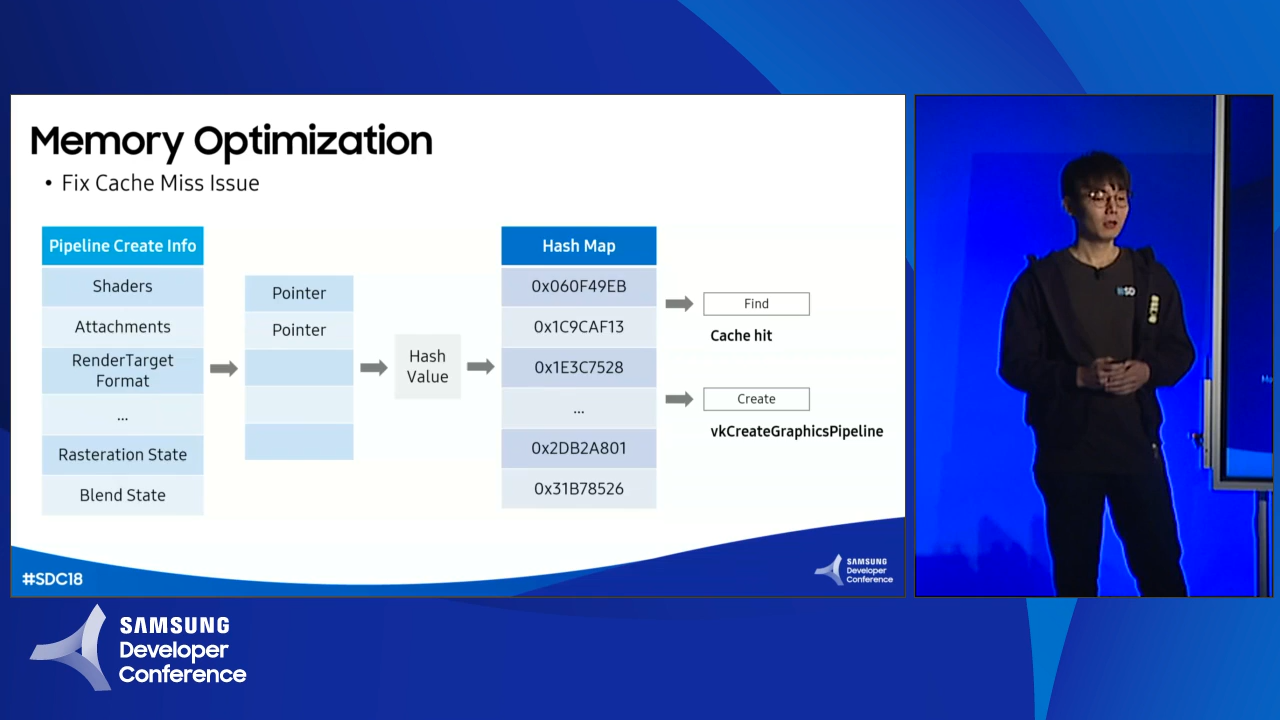 Memory Optimization
• Fix Cache Miss Issue
Pipeline Create Info
Shaders
Attachments
RenderTarget
Format
...
Rasteration State
Blend State
Pointer
Pointer
Hash
Value
Hash Map
0x060F49EB
0x1C9CAF13
0x1E3C7528
...
0x2DB2A801
0x31B78526
Find
Cache hit
Create
vkCreateGraphicsPipeline
#SDC18
SAMSUNG
Developer
Conference
SAMSUNG
Developer
Conference